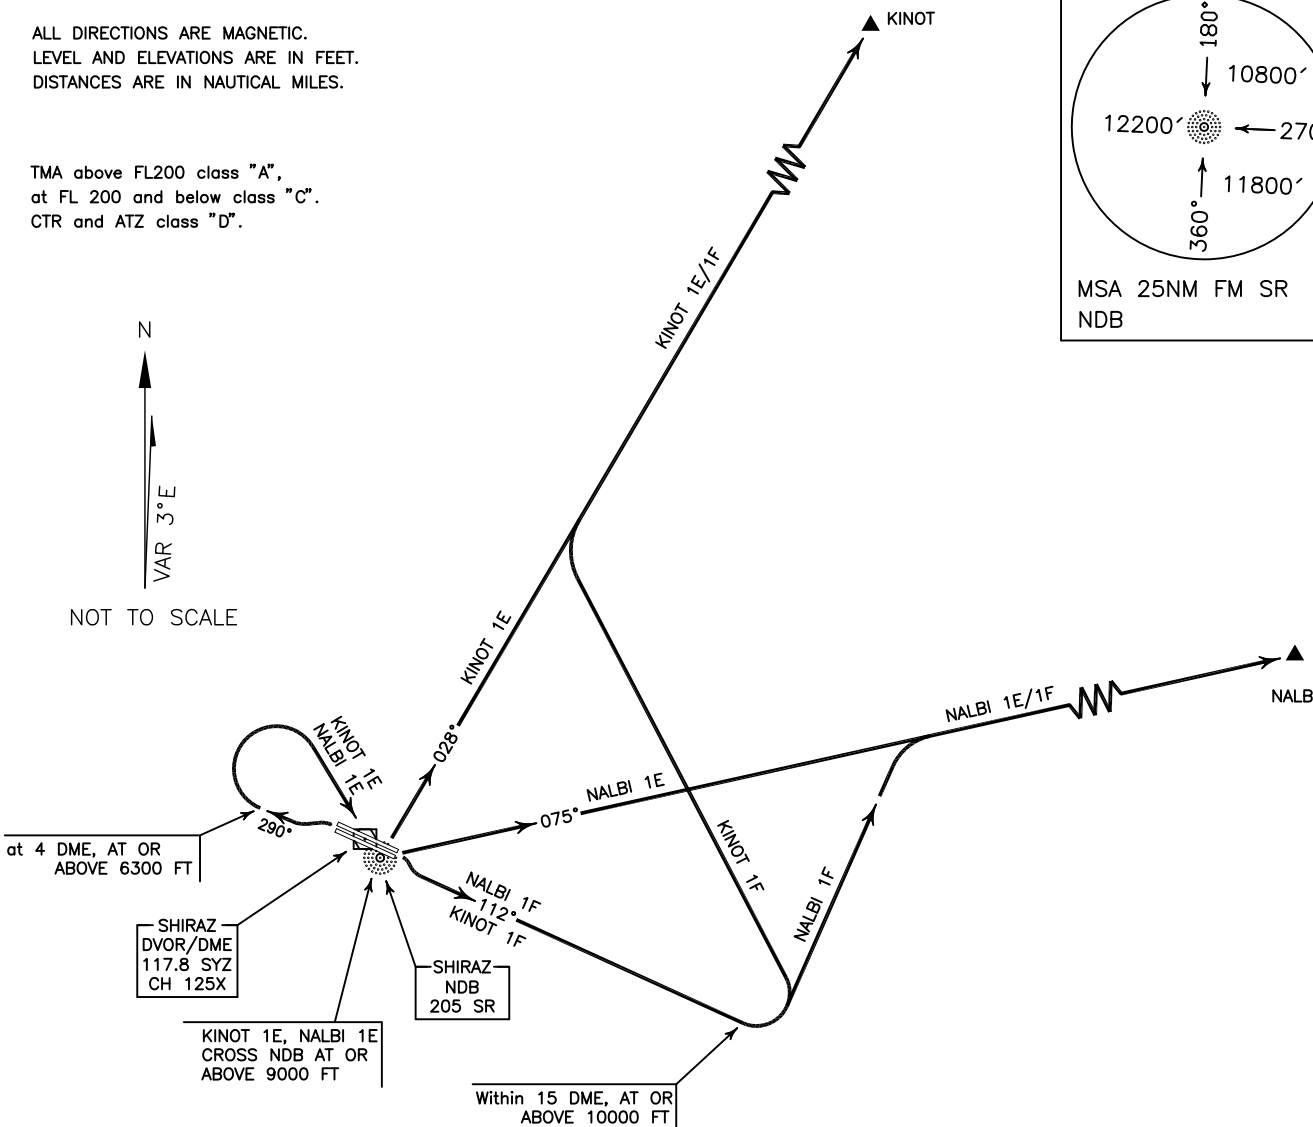 ALL DIRECTIONS ARE MAGNETIC.
LEVEL AND ELEVATIONS ARE IN FEET.
DISTANCES ARE IN NAUTICAL MILES.
TMA above FL200 class "A",
at FL 200 and below class "C".
CTR and ATZ class "D".
N
VAR 3°E
NOT TO SCALE
KINOT
180°
10800'
12200'
270
11800'
360°
MSA 25NM FM SR
NDB
KINOT 1E/1F
KINOT 1E
028°
NALBI 1E/1F
NALB
NALBI 1E
075°
KINOT 1E
NALBI 1E
290°
at 4 DME, AT OR
ABOVE 6300 FT
KINOT 1F
NALBI 1F
NALBI 1F
112°
KINOT 1F
SHIRAZ
DVOR/DME
117.8 SYZ
CH 125X
SHIRAZ
NDB
205 SR
KINOT 1E, NALBI 1E
CROSS NDB AT OR
ABOVE 9000 FT
Within 15 DME, AT OR
ABOVE 10000 FT